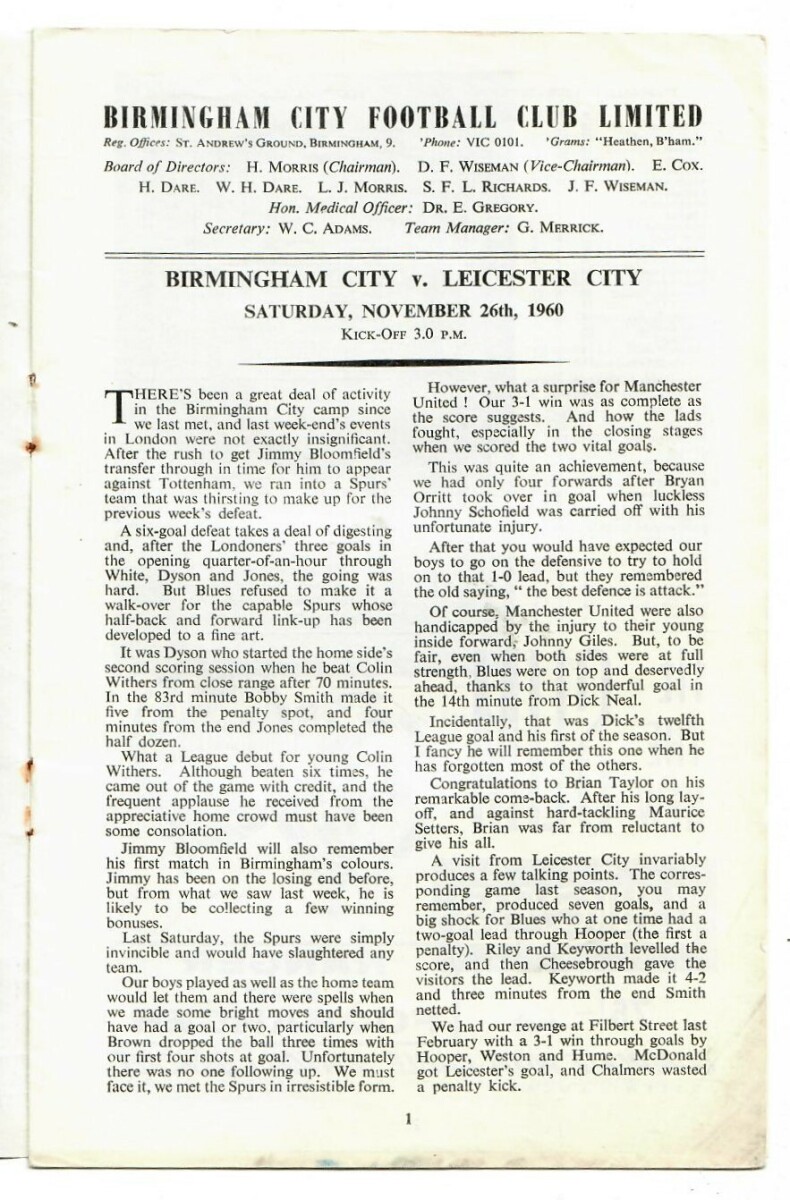 BIRMINGHAM CITY FOOTBALL CLUB LIMITED
Reg. Offices: ST. ANDREW'S GROUND, BIRMINGHAM, 9. 'Phone: VIC 0101. 'Grams: "Heathen, B'ham."
Board of Directors: H. MORRIS (Chairman). D. F. WISEMAN (Vice-Chairman). E. COX.
H. DARE. W. H. DARE. L. J. MORRIS. S. F. L. RICHARDS. J. F. WISEMAN.
Hon. Medical Officer: DR. E. GREGORY.
Secretary: W. C. ADAMS. Team Manager: G. MERRICK.
BIRMINGHAM CITY v. LEICESTER CITY
SATURDAY, NOVEMBER 26th, 1960
KICK-OFF 3.0 P.M.
THERE'S been a great deal of activity
in the Birmingham City camp since
we last met, and last week-end's events
in London were not exactly insignificant.
After the rush to get Jimmy Bloomfield's
transfer through in time for him to appear
against Tottenham, we ran into a Spurs'
team that was thirsting to make up for the
previous week's defeat.
A six-goal defeat takes a deal of digesting
and, after the Londoners' three goals in
the opening quarter-of-an-hour through
White, Dyson and Jones, the going was
hard. But Blues refused to make it a
walk-over for the capable Spurs whose
half-back and forward link-up has been
developed to a fine art.
It was Dyson who started the home side's
second scoring session when he beat Colin
Withers from close range after 70 minutes.
In the 83rd minute Bobby Smith made it
five from the penalty spot, and four
minutes from the end Jones completed the
half dozen.
What a League debut for young Colin
Withers. Although beaten six times, he
came out of the game with credit, and the
frequent applause he received from the
appreciative home crowd must have been
some consolation.
Jimmy Bloomfield will also remember
his first match in Birmingham's colours.
Jimmy has been on the losing end before,
but from what we saw last week, he is
likely to be collecting a few winning
bonuses.
Last Saturday, the Spurs were simply
invincible and would have slaughtered any
team.
Our boys played as well as the home team
would let them and there were spells when
we made some bright moves and should
have had a goal or two, particularly when
Brown dropped the ball three times with
our first four shots at goal. Unfortunately
there was no one following up. We must
face it, we met the Spurs in irresistible form.
However, what a surprise for Manchester
United ! Our 3-1 win was as complete as
the score suggests. And how the lads
fought, especially in the closing stages
when we scored the two vital goals.
This was quite an achievement, because
we had only four forwards after Bryan
Orritt took over in goal when luckless
Johnny Schofield was carried off with his
unfortunate injury.
After that you would have expected our
boys to go on the defensive to try to hold
on to that 1-0 lead, but they remembered
the old saying, " the best defence is attack."
Of course, Manchester United were also
handicapped by the injury to their young
inside forward, Johnny Giles. But, to be
fair, even when both sides were at full
strength, Blues were on top and deservedly
ahead, thanks to that wonderful goal in
the 14th minute from Dick Neal.
Incidentally, that was Dick's twelfth
League goal and his first of the season. But
I fancy he will remember this one when he
has forgotten most of the others.
Congratulations to Brian Taylor on his
remarkable come-back. After his long lay-
off, and against hard-tackling Maurice
Setters, Brian was far from reluctant to
give his all.
A visit from Leicester City invariably
produces a few talking points. The corres-
ponding game last season, you may
remember, produced seven goals, and a
big shock for Blues who at one time had a
two-goal lead through Hooper (the first a
penalty). Riley and Keyworth levelled the
score, and then Cheesebrough gave the
visitors the lead. Keyworth made it 4-2
and three minutes from the end Smith
netted.
We had our revenge at Filbert Street last
February with a 3-1 win through goals by
Hooper, Weston and Hume. McDonald
got Leicester's goal, and Chalmers wasted
a penalty kick.
1